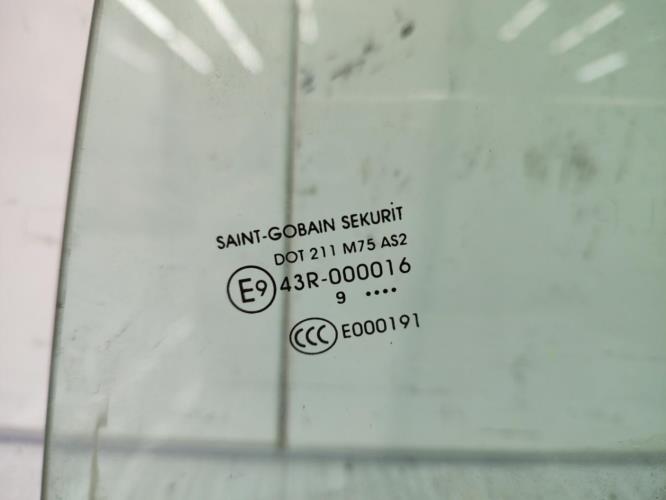 SAINT-GOBAIN SEKURIT
DOT 211 M75 AS2
E9 43R-000016
9 ••••
CCC E000191